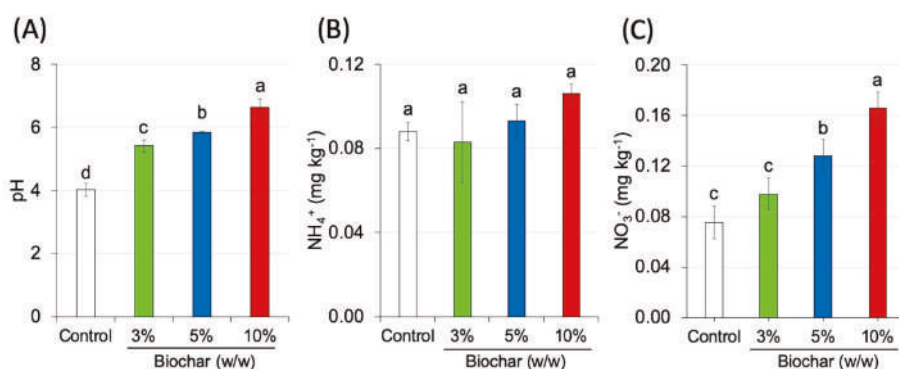 (A)
8
6
4
2
0
pH
d
c
b
a
Control 3% 5% 10%
Biochar (w/w)
(B)
0.12
0.08
0.04
0.00
NH₄⁺ (mg kg⁻¹)
a
a
a
a
Control 3% 5% 10%
Biochar (w/w)
(C)
0.20
0.16
0.12
0.08
0.04
0.00
NO₃⁻ (mg kg⁻¹)
c
c
b
a
Control 3% 5% 10%
Biochar (w/w)